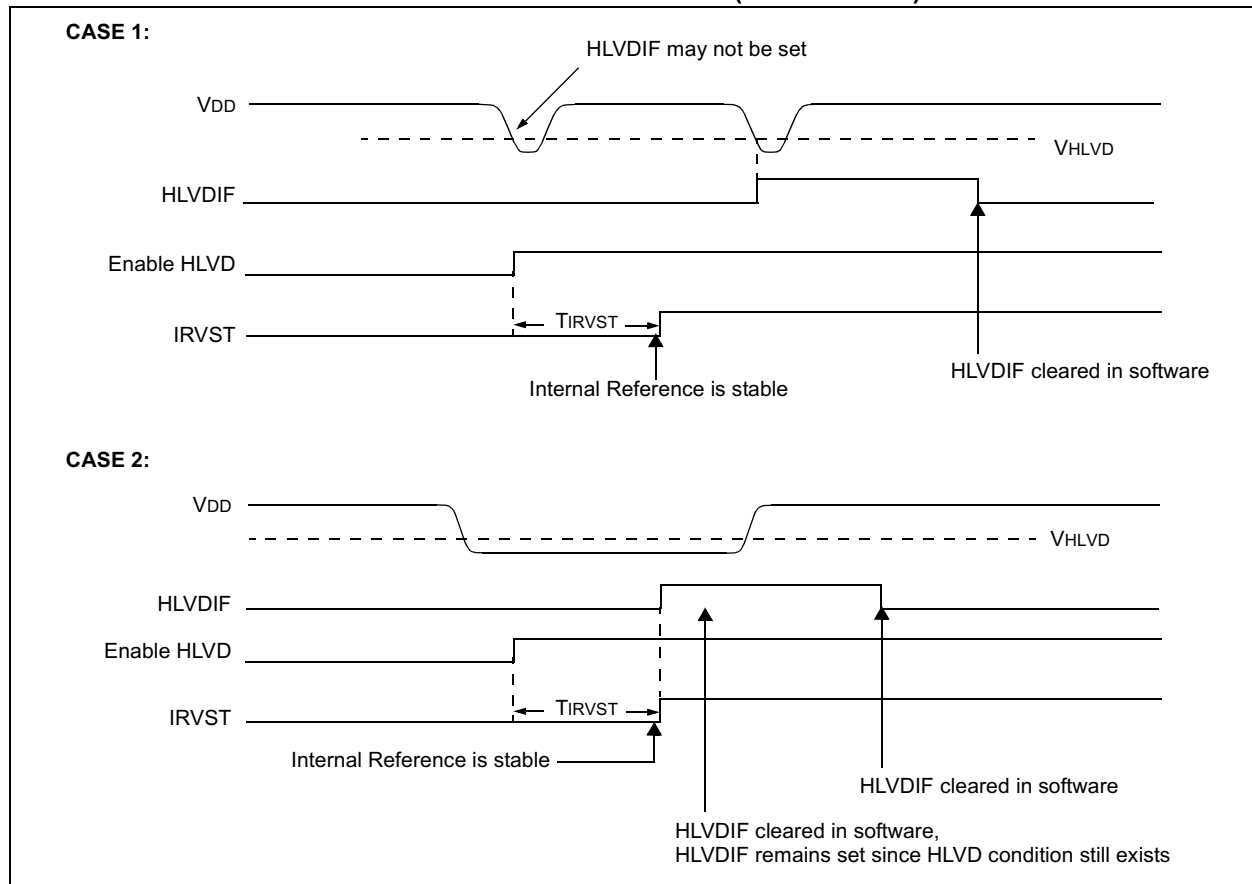 CASE 1:
HLVDIF may not be set
VDD
VHLVD
HLVDIF
Enable HLVD
TIRVST
IRVST
Internal Reference is stable
HLVDIF cleared in software
CASE 2:
VDD
VHLVD
HLVDIF
Enable HLVD
TIRVST
IRVST
Internal Reference is stable
HLVDIF cleared in software
HLVDIF cleared in software,
HLVDIF remains set since HLVD condition still exists